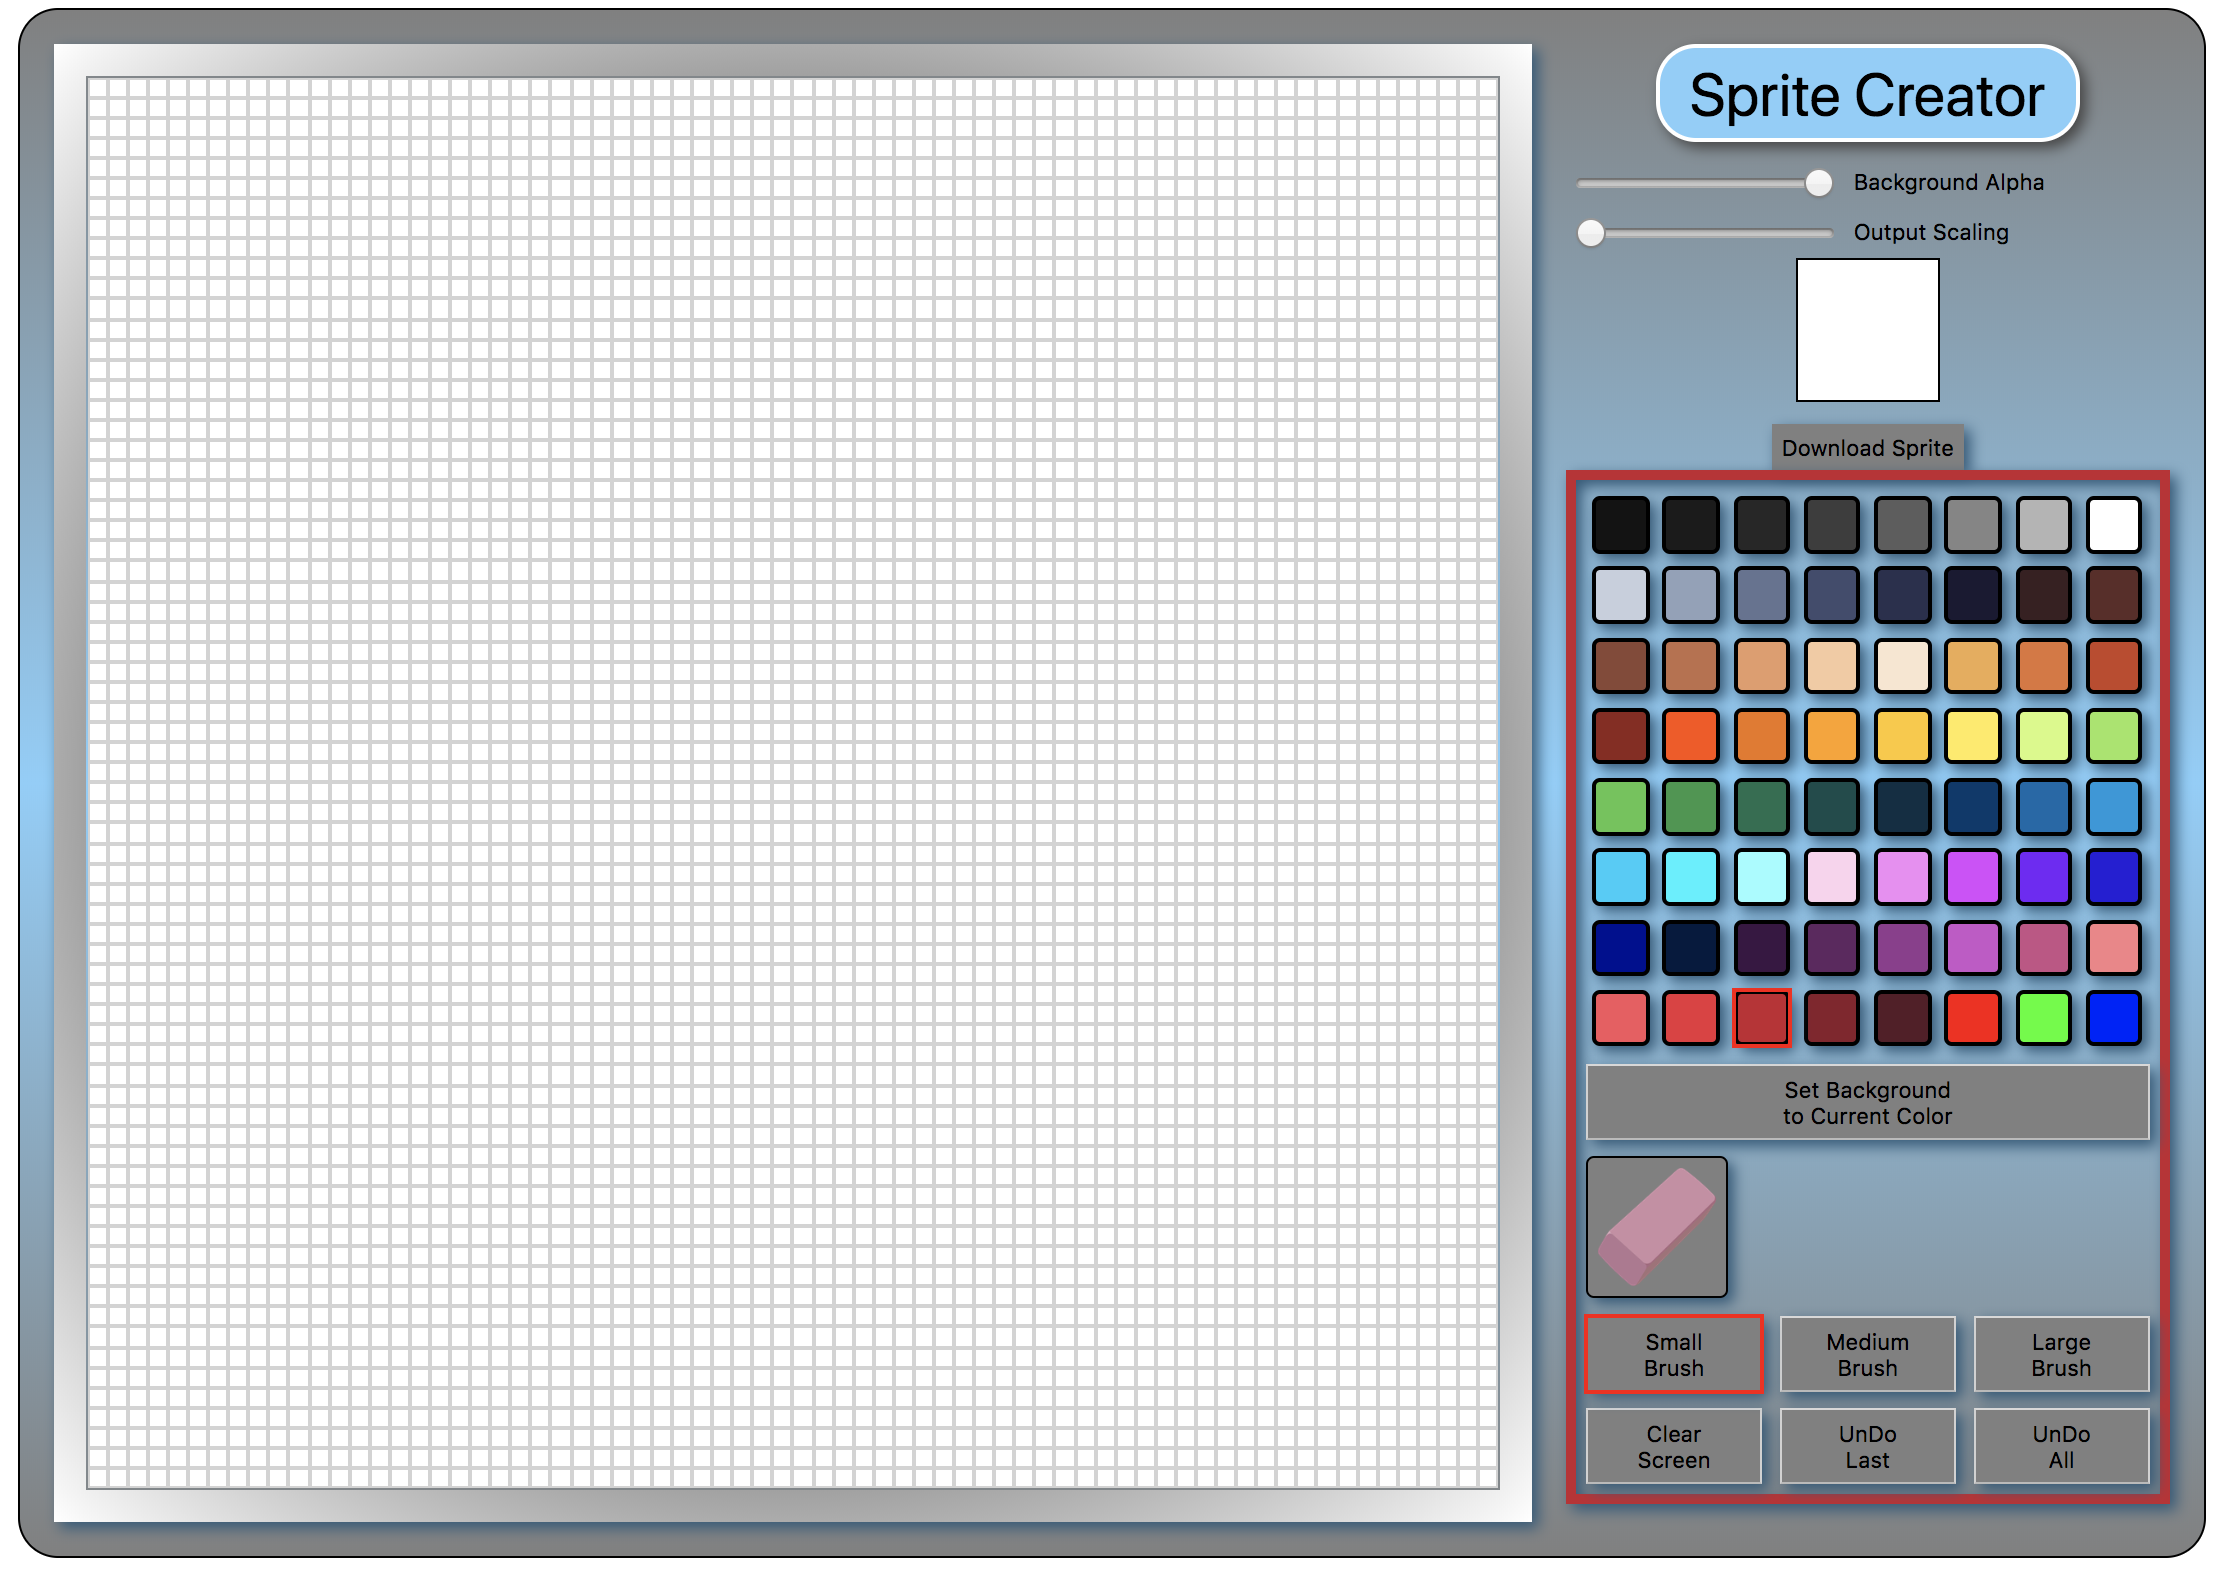 Sprite Creator
Background Alpha
Output Scaling
Download Sprite
Set Background
to Current Color
Small
Brush
Medium
Brush
Large
Brush
Clear
Screen
UnDo
Last
UnDo
All